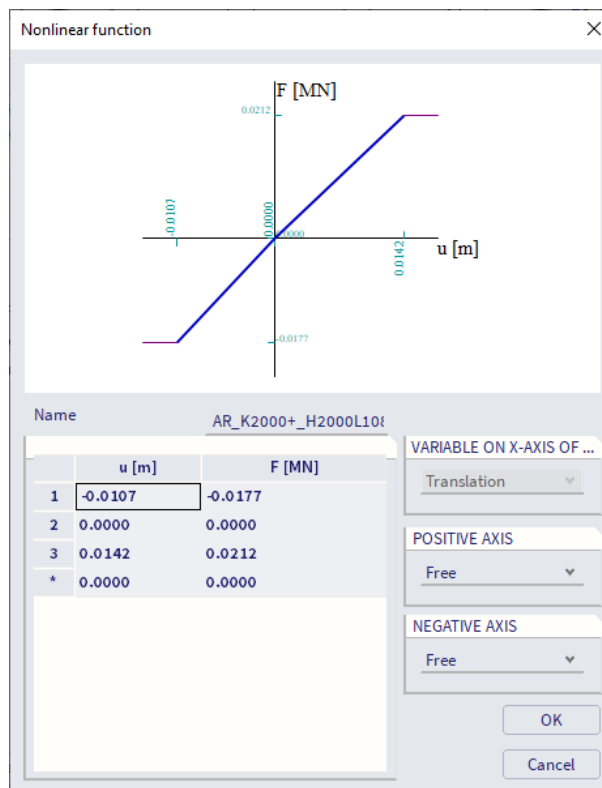 Nonlinear function
F [MN]
0.0212
-0.0107
0.0000
0.0000
0.0142
u [m]
-0.0177
Name
AR_K2000+_H2000L108
VARIABLE ON X-AXIS OF ...
u [m] F [MN]
Translation
1 -0.0107 -0.0177
2 0.0000 0.0000
3 0.0142 0.0212
* 0.0000 0.0000
POSITIVE AXIS
Free
NEGATIVE AXIS
Free
OK
Cancel